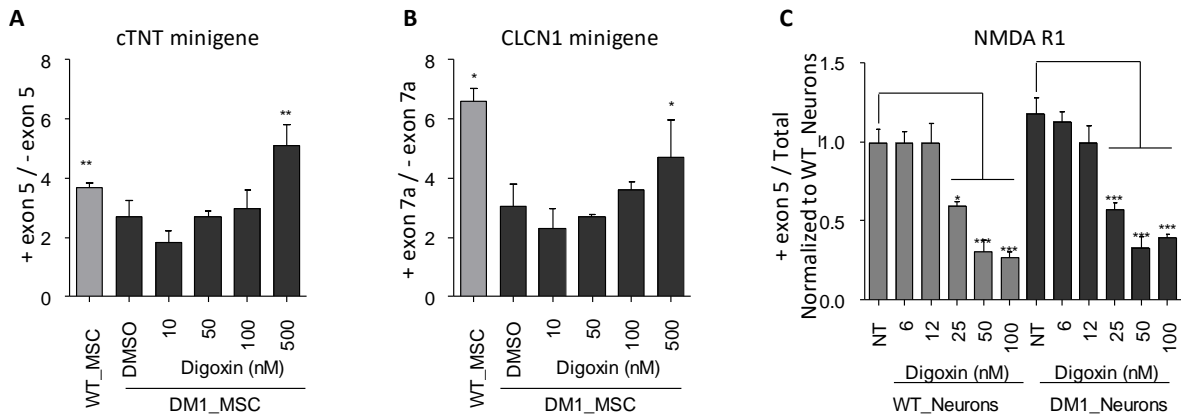 A
cTNT minigene
+ exon 5 / - exon 5
8
6
4
2
0
**
**
WT_MSC
DMSO
10
50
100
500
Digoxin (nM)
DM1_MSC
B
CLCN1 minigene
+ exon 7a / - exon 7a
8
6
4
2
0
*
*
WT_MSC
DMSO
10
50
100
500
Digoxin (nM)
DM1_MSC
C
NMDA R1
+ exon 5 / Total
Normalized to WT_Neurons
1.5
1.0
0.5
0.0
*
***
***
***
***
***
NT
6
12
25
50
100
NT
6
12
25
50
100
Digoxin (nM)
Digoxin (nM)
WT_Neurons
DM1_Neurons